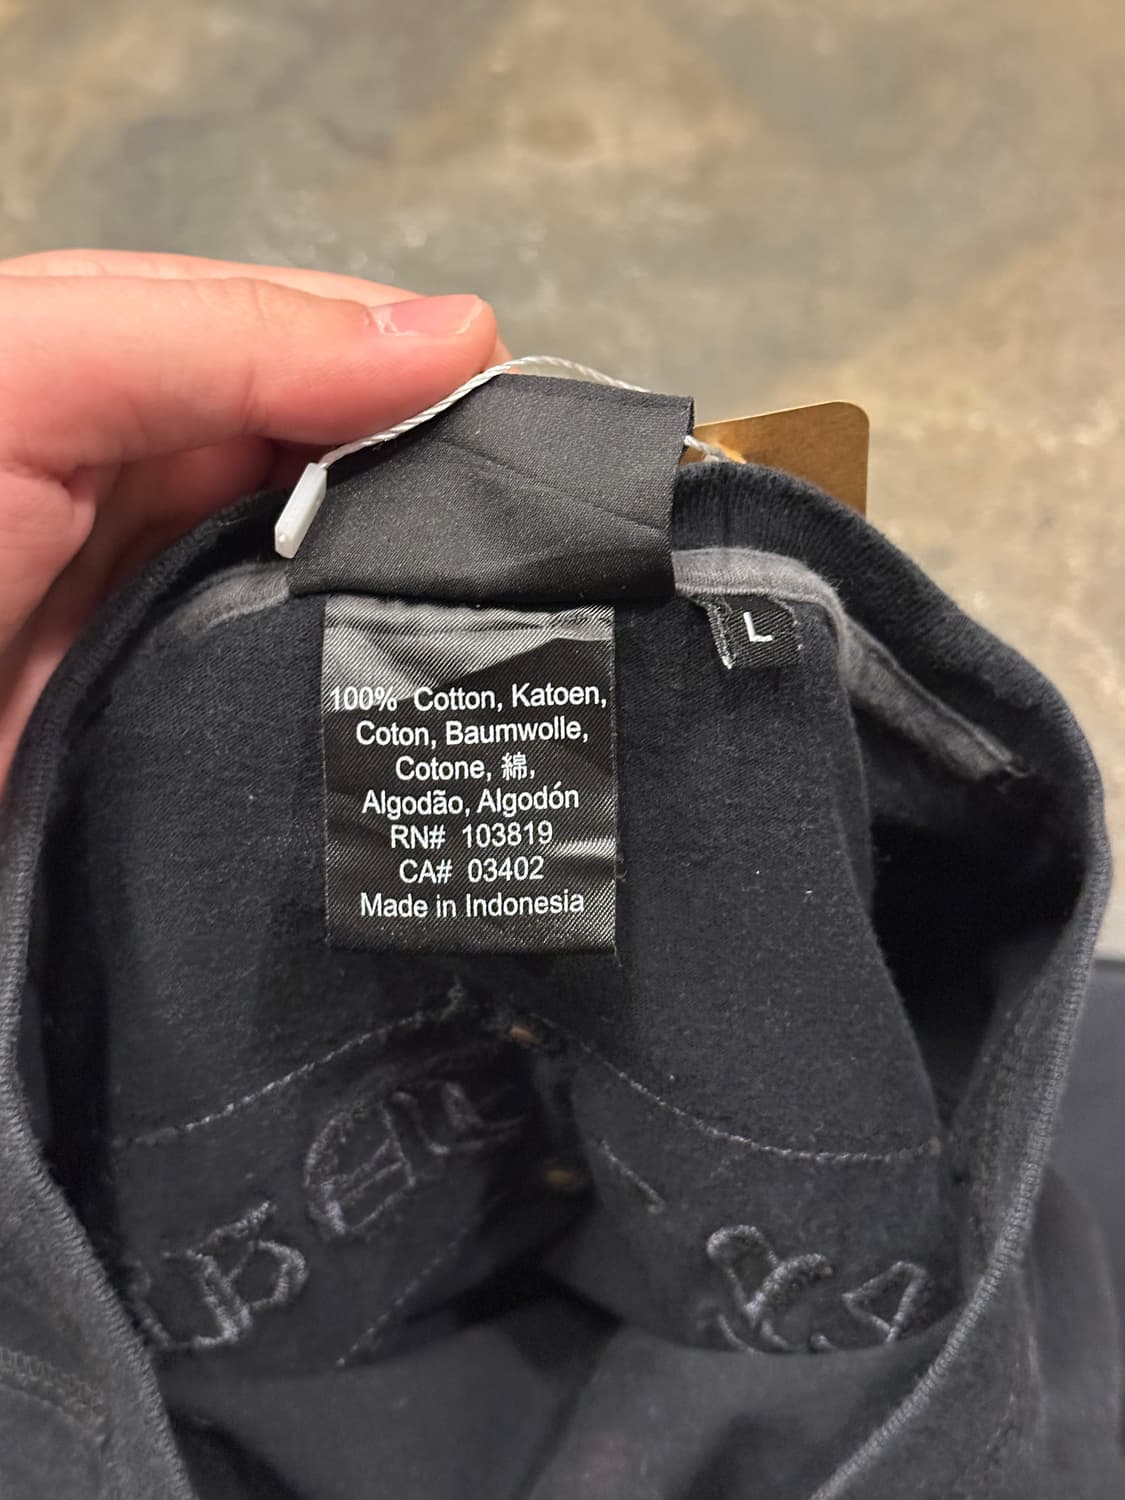 L
100% Cotton, Katoen,
Coton, Baumwolle,
Cotone, 綿,
Algodão, Algodón
RN# 103819
CA# 03402
Made in Indonesia